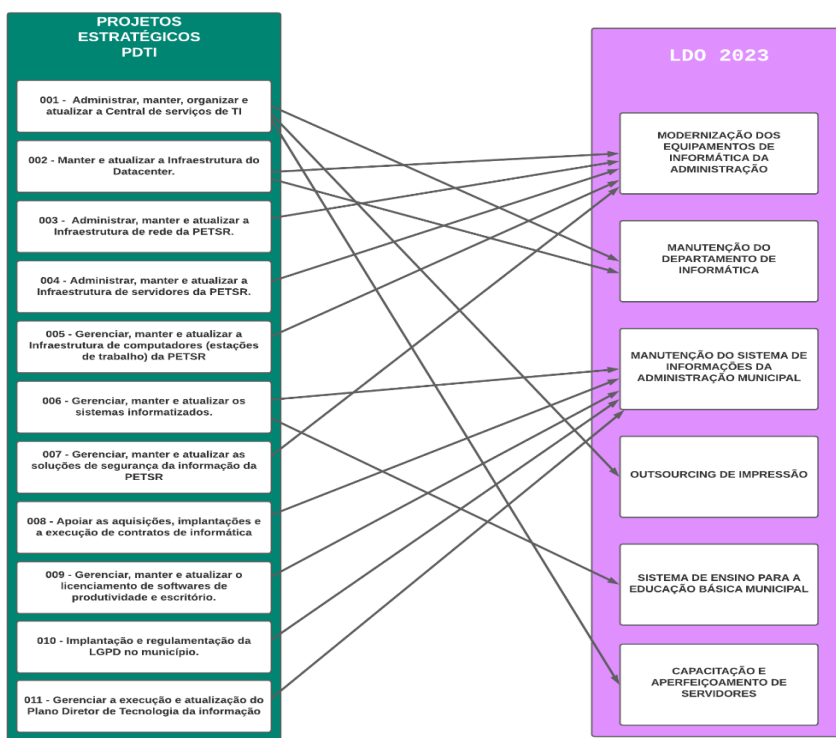 PROJETOS
ESTRATÉGICOS
PDTI
001 - Administrar, manter, organizar e
atualizar a Central de serviços de TI
002 - Manter e atualizar a Infraestrutura do
Datacenter.
003 - Administrar, manter e atualizar a
Infraestrutura de rede da PETSR.
004 - Administrar, manter e atualizar a
Infraestrutura de servidores da PETSR.
005 - Gerenciar, manter e atualizar a
Infraestrutura de computadores (estações
de trabalho) da PETSR
006 - Gerenciar, manter e atualizar os
sistemas informatizados.
007 - Gerenciar, manter e atualizar as
soluções de segurança da informação da
PETSR
008 - Apoiar as aquisições, implantações e
a execução de contratos de informática
009 - Gerenciar, manter e atualizar o
licenciamento de softwares de
produtividade e escritório.
010 - Implantação e regulamentação da
LGPD no município.
011 - Gerenciar a execução e atualização do
Plano Diretor de Tecnologia da informação
LDO 2023
MODERNIZAÇÃO DOS
EQUIPAMENTOS DE
INFORMÁTICA DA
ADMINISTRAÇÃO
MANUTENÇÃO DO
DEPARTAMENTO DE
INFORMÁTICA
MANUTENÇÃO DO SISTEMA DE
INFORMAÇÕES DA
ADMINISTRAÇÃO MUNICIPAL
OUTSOURCING DE IMPRESSÃO
SISTEMA DE ENSINO PARA A
EDUCAÇÃO BÁSICA MUNICIPAL
CAPACITAÇÃO E
APERFEIÇOAMENTO DE
SERVIDORES